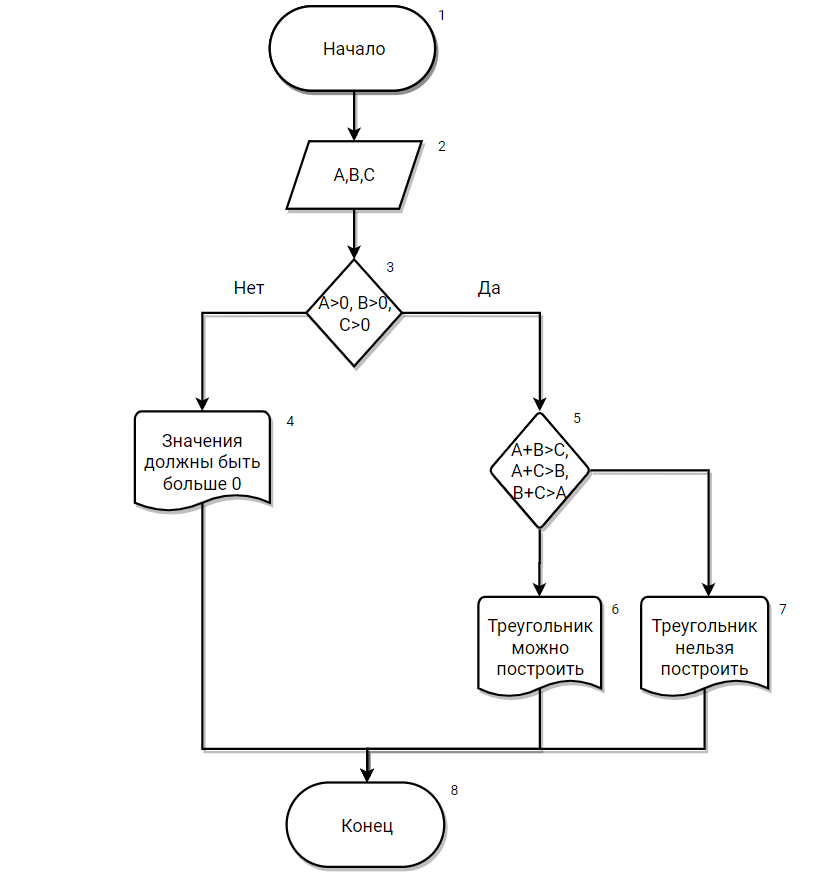 1
Начало
2
A,B,C
3
Нет
Да
A>0, B>0,
C>0
4
Значения
должны быть
больше 0
5
A+B>C,
A+C>B,
B+C>A
6
Треугольник
можно
построить
7
Треугольник
нельзя
построить
8
Конец